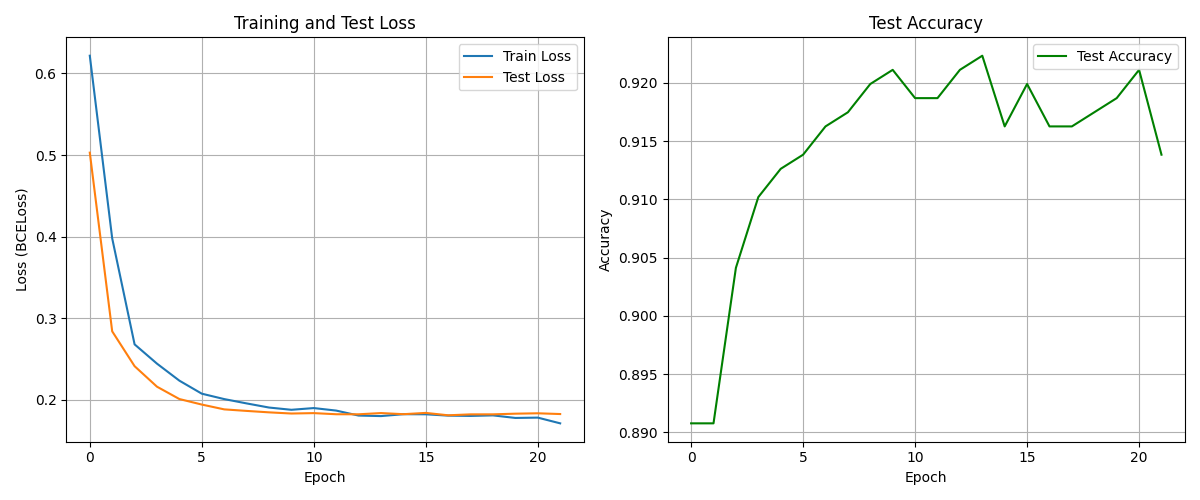 Training and Test Loss
Train Loss
Test Loss
0.6
0.5
0.4
0.3
0.2
Loss (BCELoss)
0
5
10
15
20
Epoch
Test Accuracy
Test Accuracy
0.920
0.915
0.910
0.905
0.900
0.895
0.890
Accuracy
0
5
10
15
20
Epoch